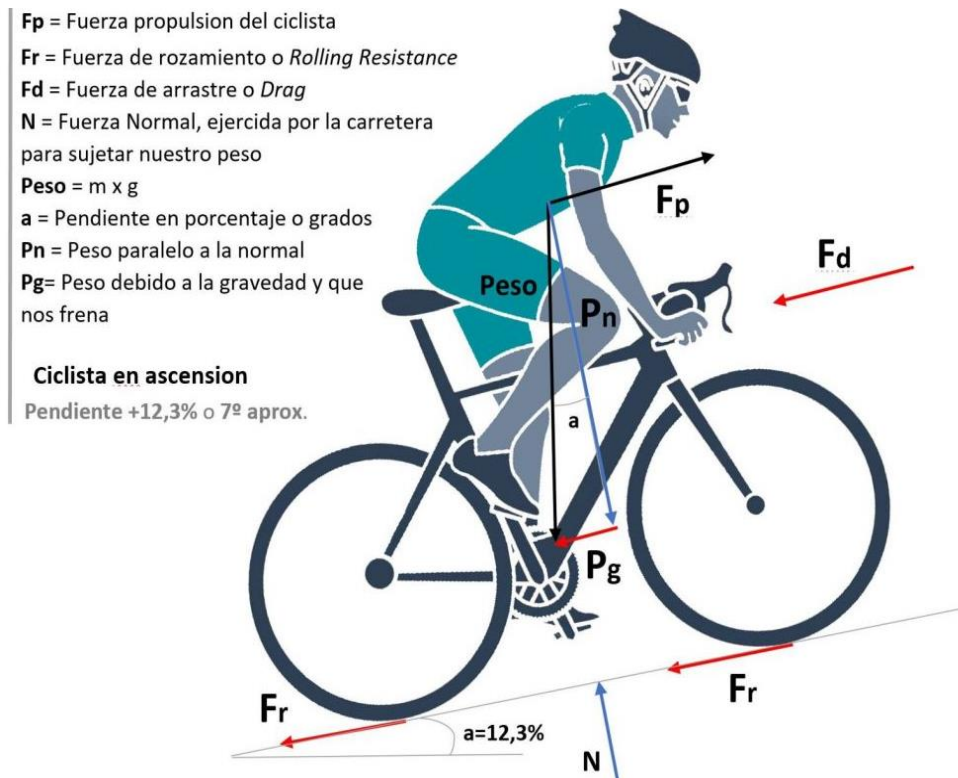 Fp = Fuerza propulsion del ciclista
Fr = Fuerza de rozamiento o Rolling Resistance
Fd = Fuerza de arrastre o Drag
N = Fuerza Normal, ejercida por la carretera
para sujetar nuestro peso
Peso = m x g
a = Pendiente en porcentaje o grados
Pn = Peso paralelo a la normal
Pg= Peso debido a la gravedad y que
nos frena
Ciclista en ascension
Pendiente +12,3% o 7º aprox.
Fp
Fd
Peso
Pn
a
Pg
Fr
Fr
a=12,3%
N